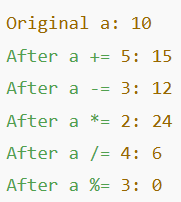 Original a: 10
After a += 5: 15
After a -= 3: 12
After a *= 2: 24
After a /= 4: 6
After a %= 3: 0